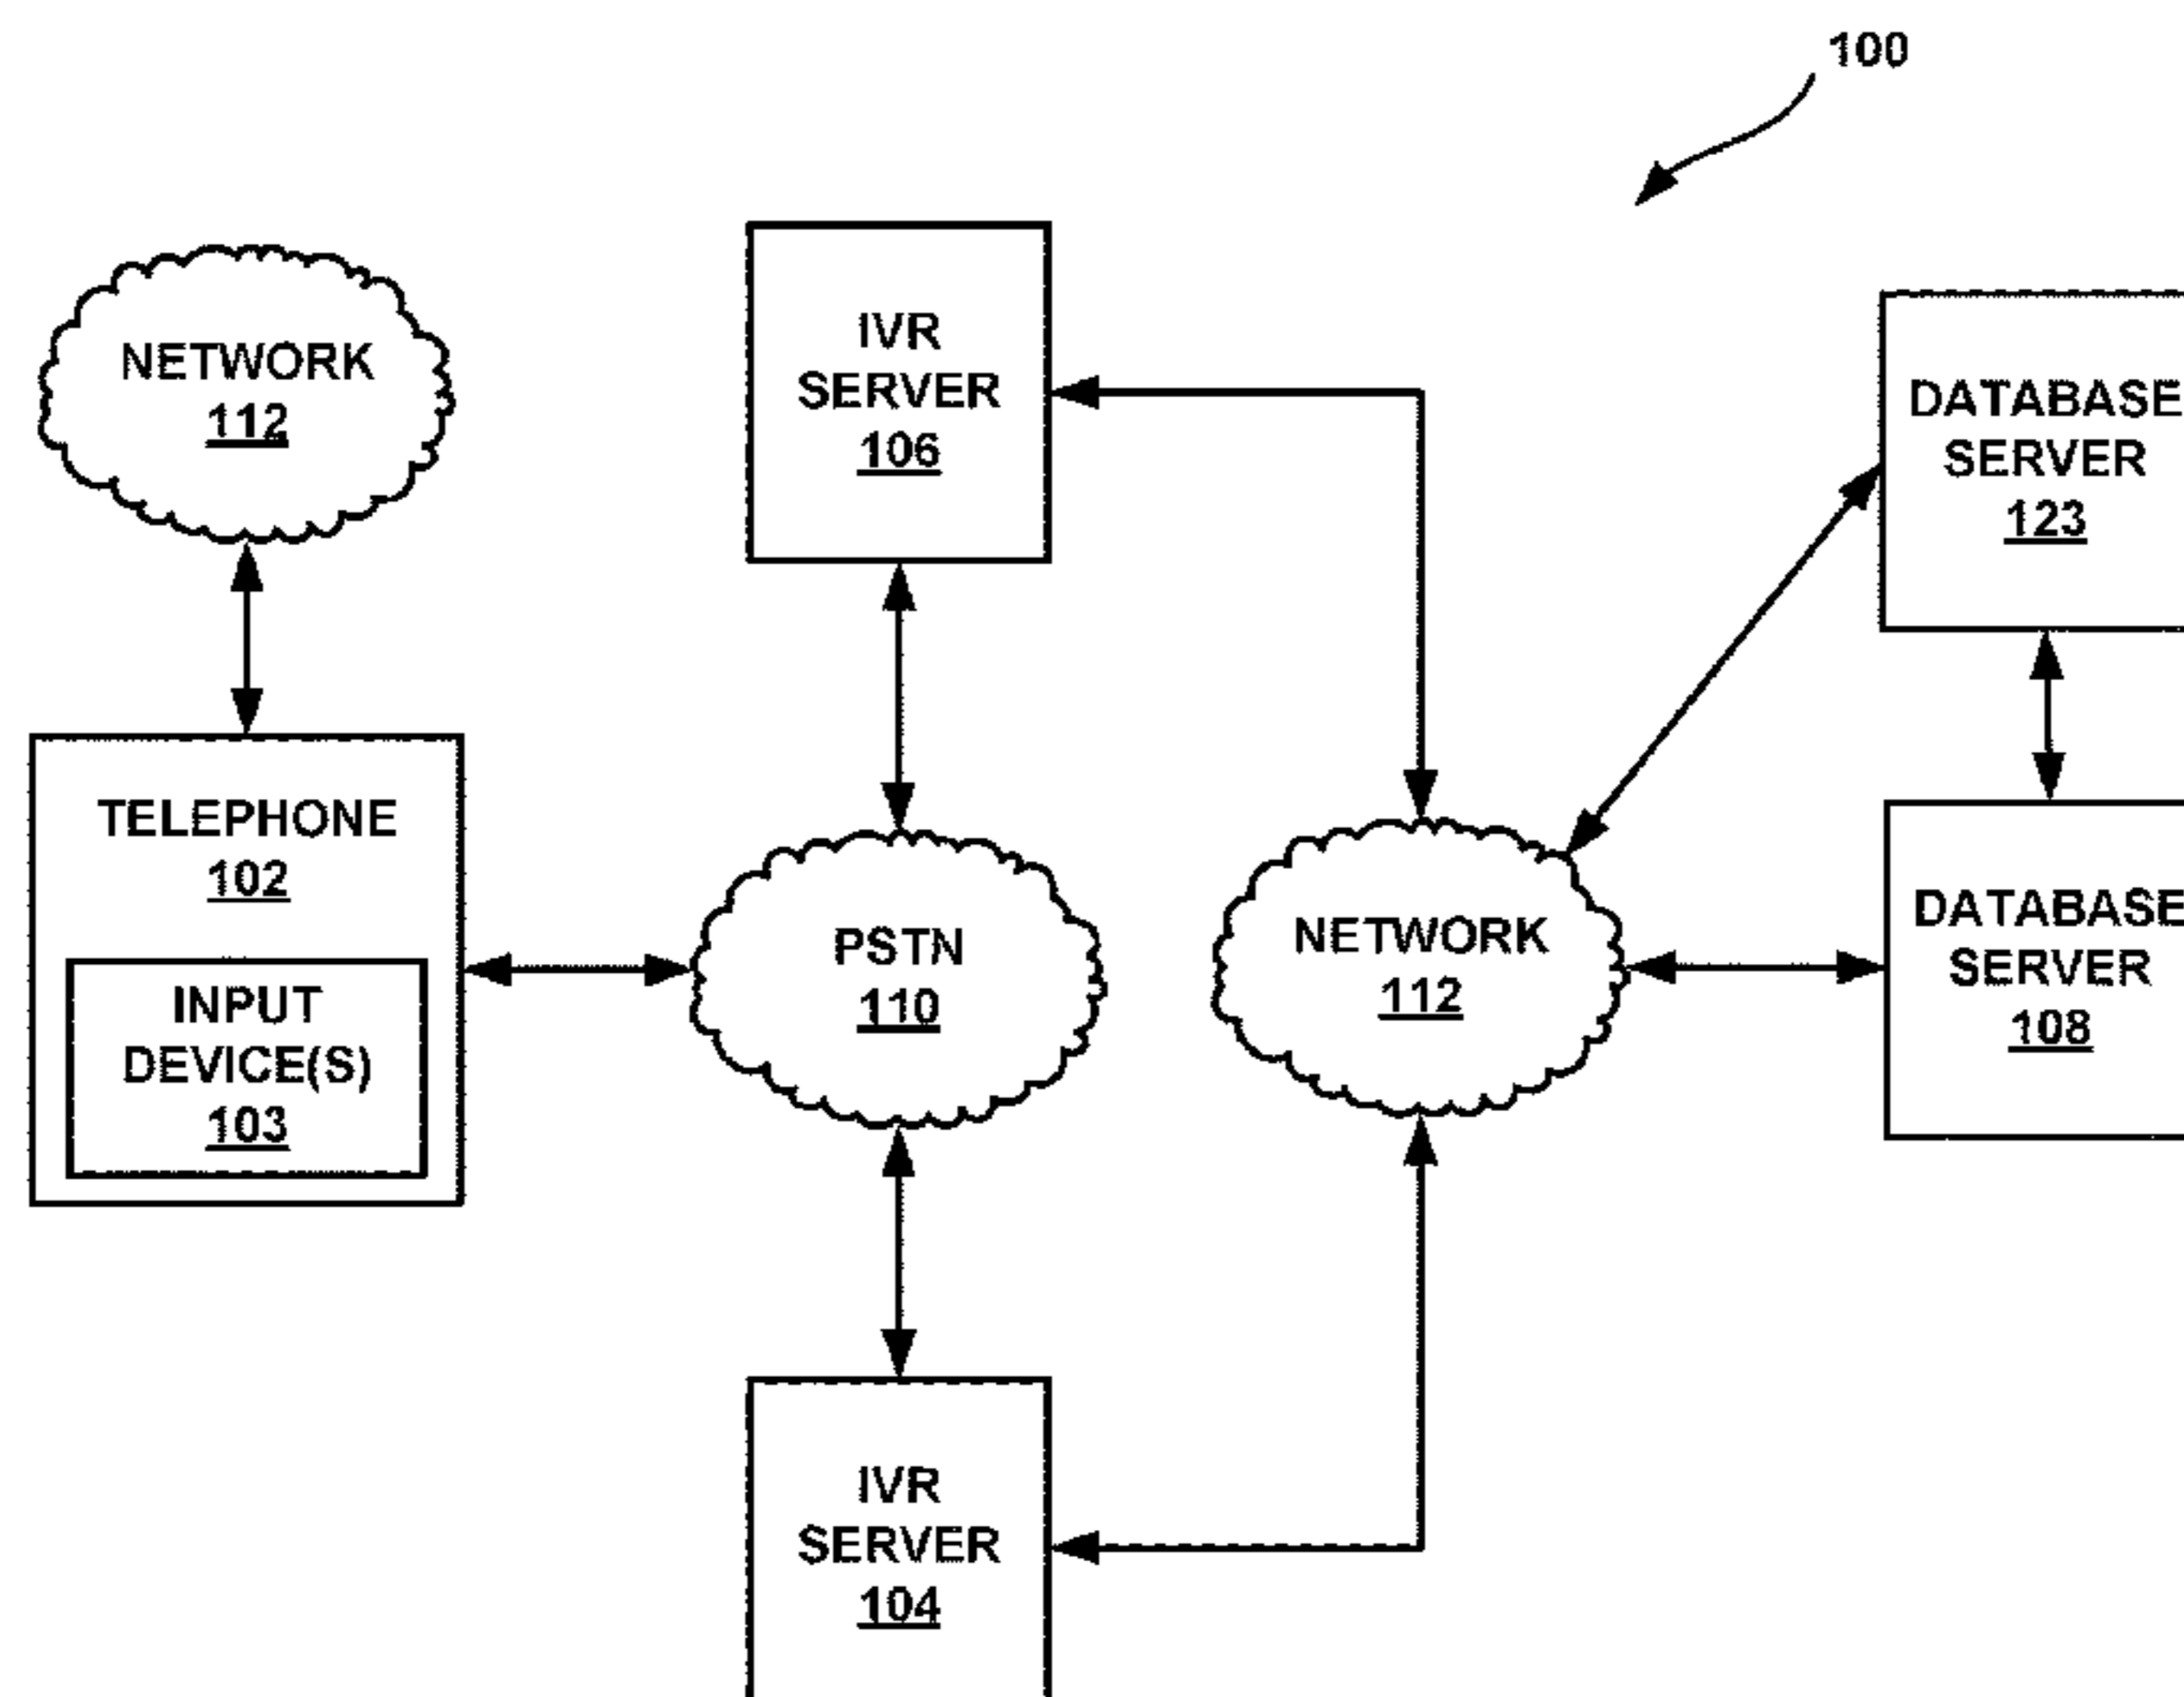 100
NETWORK
112
IVR
SERVER
106
DATABASE
SERVER
123
TELEPHONE
102
INPUT
DEVICE(S)
103
PSTN
110
NETWORK
112
DATABASE
SERVER
108
IVR
SERVER
104